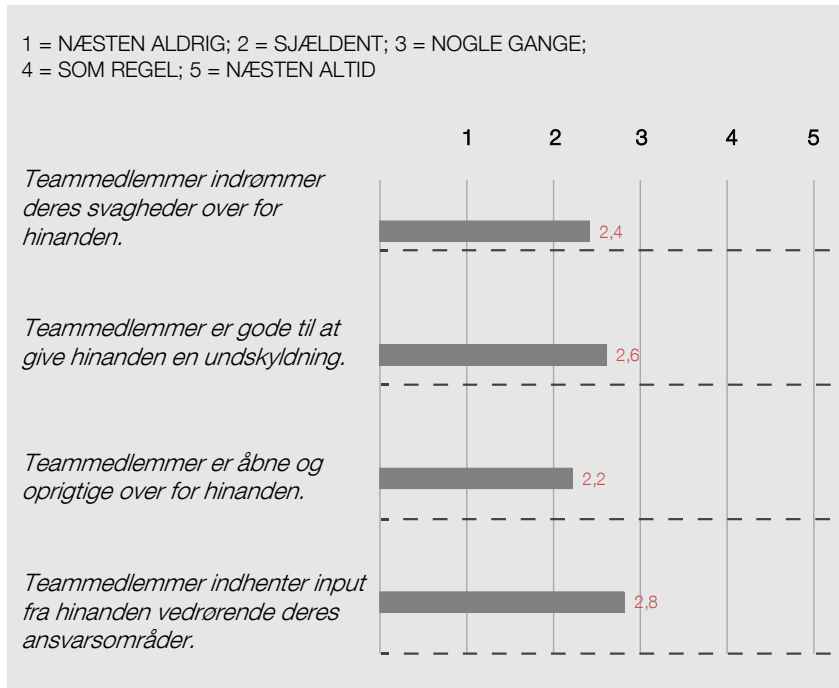 1 = NÆSTEN ALDRIG; 2 = SJÆLDENT; 3 = NOGLE GANGE;
4 = SOM REGEL; 5 = NÆSTEN ALTID
1 2 3 4 5
Teammedlemmer indrømmer
deres svagheder over for
hinanden.
2,4
Teammedlemmer er gode til at
give hinanden en undskyldning.
2,6
Teammedlemmer er åbne og
oprigtige over for hinanden.
2,2
Teammedlemmer indhenter input
fra hinanden vedrørende deres
ansvarsområder.
2,8